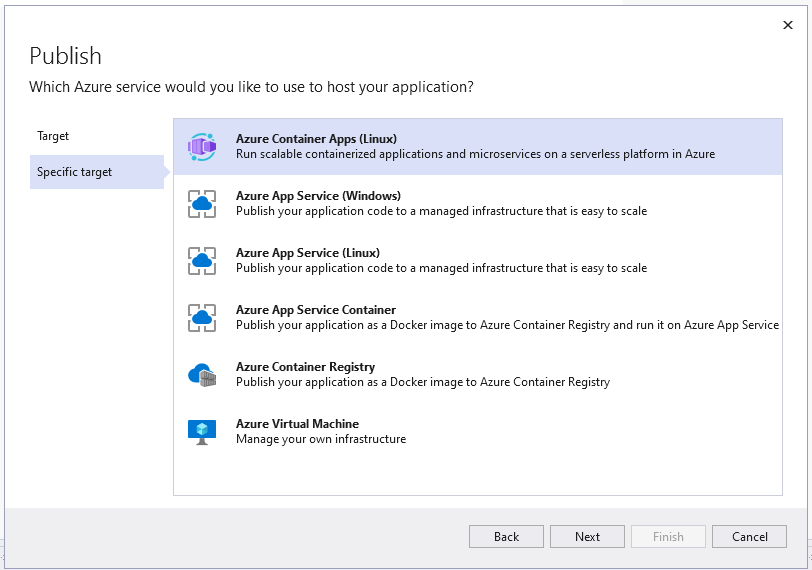 Publish
Which Azure service would you like to use to host your application?
Target
Specific target
Azure Container Apps (Linux)
Run scalable containerized applications and microservices on a serverless platform in Azure
Azure App Service (Windows)
Publish your application code to a managed infrastructure that is easy to scale
Azure App Service (Linux)
Publish your application code to a managed infrastructure that is easy to scale
Azure App Service Container
Publish your application as a Docker image to Azure Container Registry and run it on Azure App Service
Azure Container Registry
Publish your application as a Docker image to Azure Container Registry
Azure Virtual Machine
Manage your own infrastructure
Back
Next
Finish
Cancel